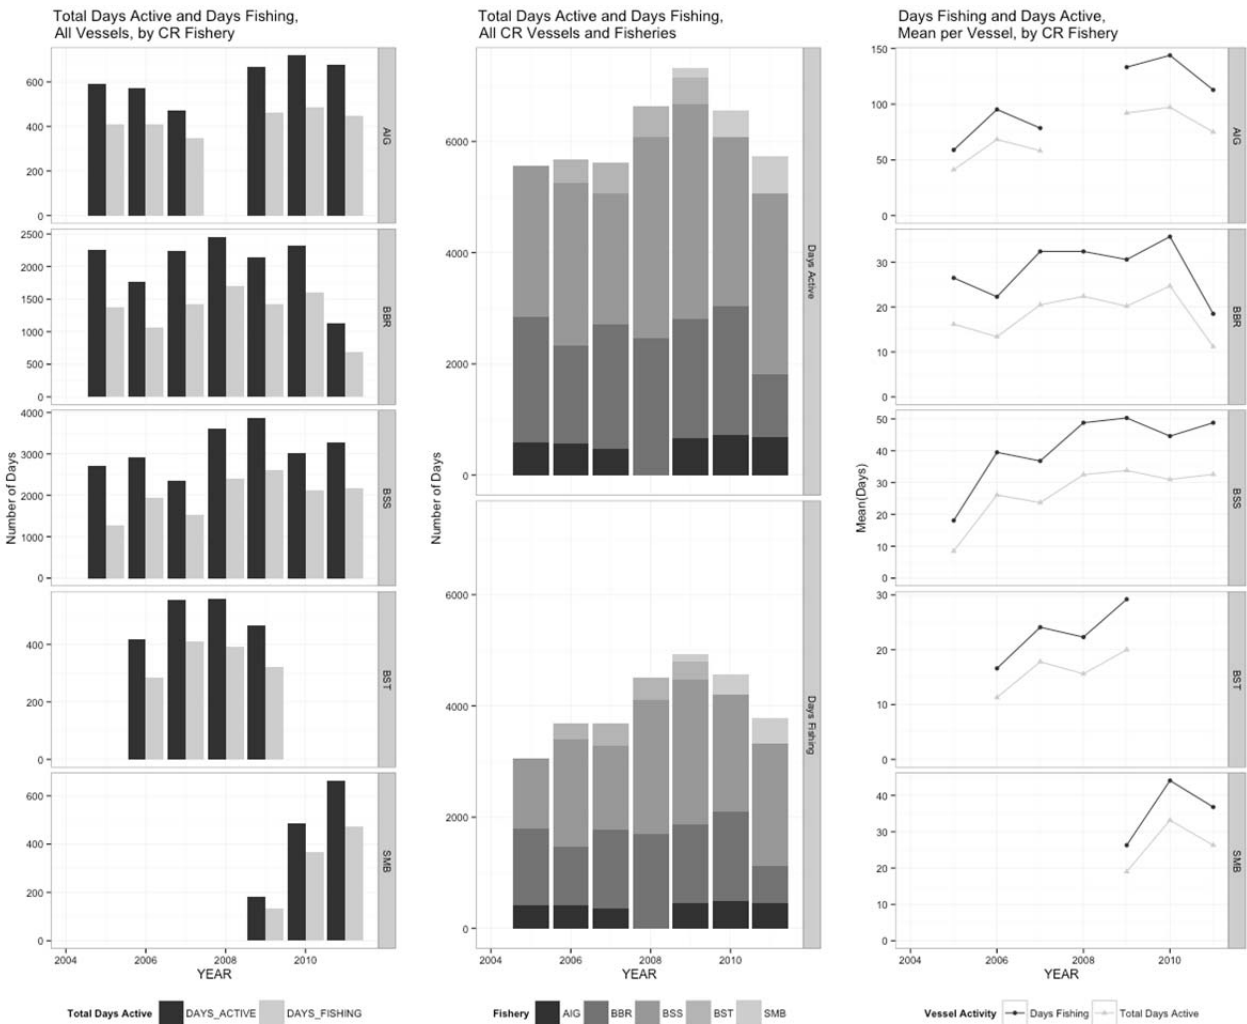 Total Days Active and Days Fishing,
All Vessels, by CR Fishery
Number of Days
600
400
200
0
AIG
2500
2000
1500
1000
500
0
BBR
4000
3000
2000
1000
0
BSS
400
200
0
BST
600
400
200
0
SMB
2004 2006 2008 2010
YEAR
Total Days Active DAYS_ACTIVE DAYS_FISHING
Total Days Active and Days Fishing,
All CR Vessels and Fisheries
Number of Days
6000
4000
2000
0
Days Active
6000
4000
2000
0
Days Fishing
2004 2006 2008 2010
YEAR
Fishery AIG BBR BSS BST SMB
Days Fishing and Days Active,
Mean per Vessel, by CR Fishery
Mean(Days)
150
100
50
0
AIG
30
20
10
0
BBR
50
40
30
20
10
0
BSS
30
20
10
0
BST
40
30
20
10
0
SMB
2004 2006 2008 2010
YEAR
Vessel Activity Days Fishing Total Days Active